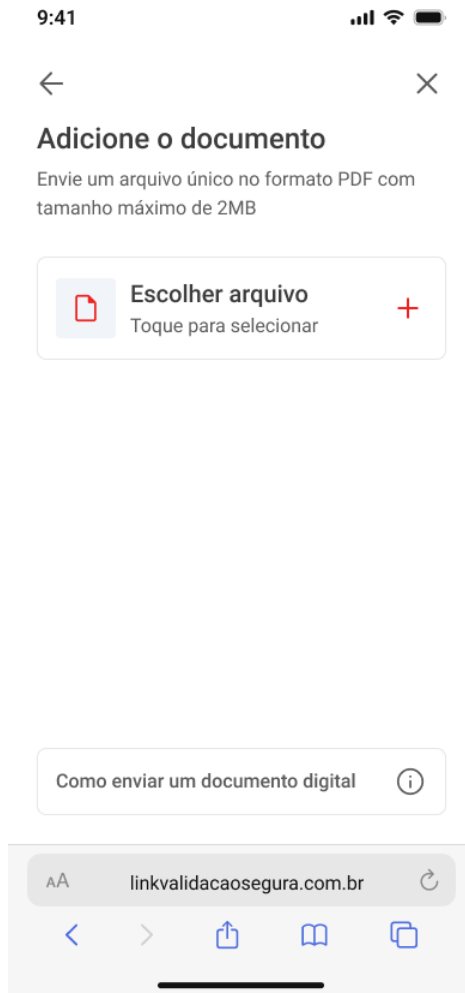 9:41
Adicione o documento
Envie um arquivo único no formato PDF com
tamanho máximo de 2MB
Escolher arquivo
Toque para selecionar
Como enviar um documento digital
AA
linkvalidacaosegura.com.br